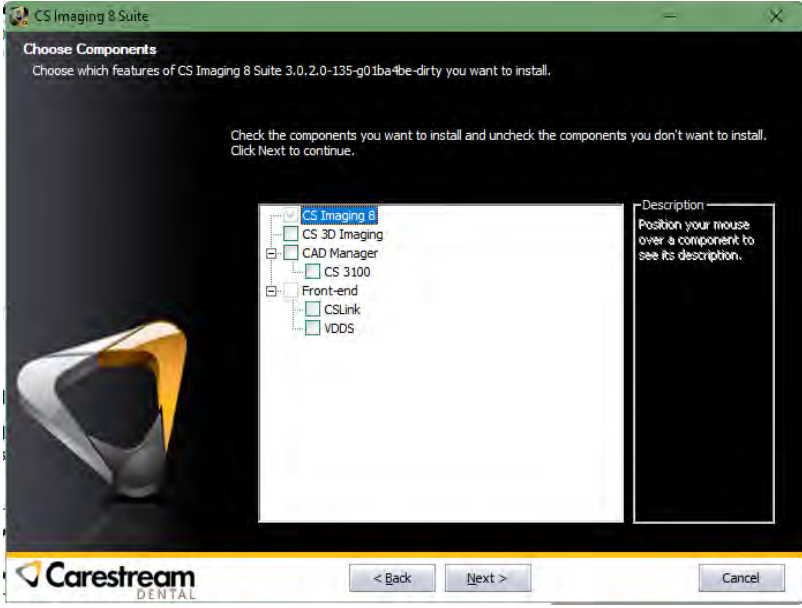 CS Imaging 8 Suite
Choose Components
Choose which features of CS Imaging 8 Suite 3.0.2.0-135-g01ba4be-dirty you want to install.
Check the components you want to install and uncheck the components you don't want to install.
Click Next to continue.
CS Imaging 8
CS 3D Imaging
CAD Manager
CS 3100
Front-end
CSLink
VDDS
Description
Position your mouse
over a component to
see its description.
Carestream
DENTAL
< Back
Next >
Cancel